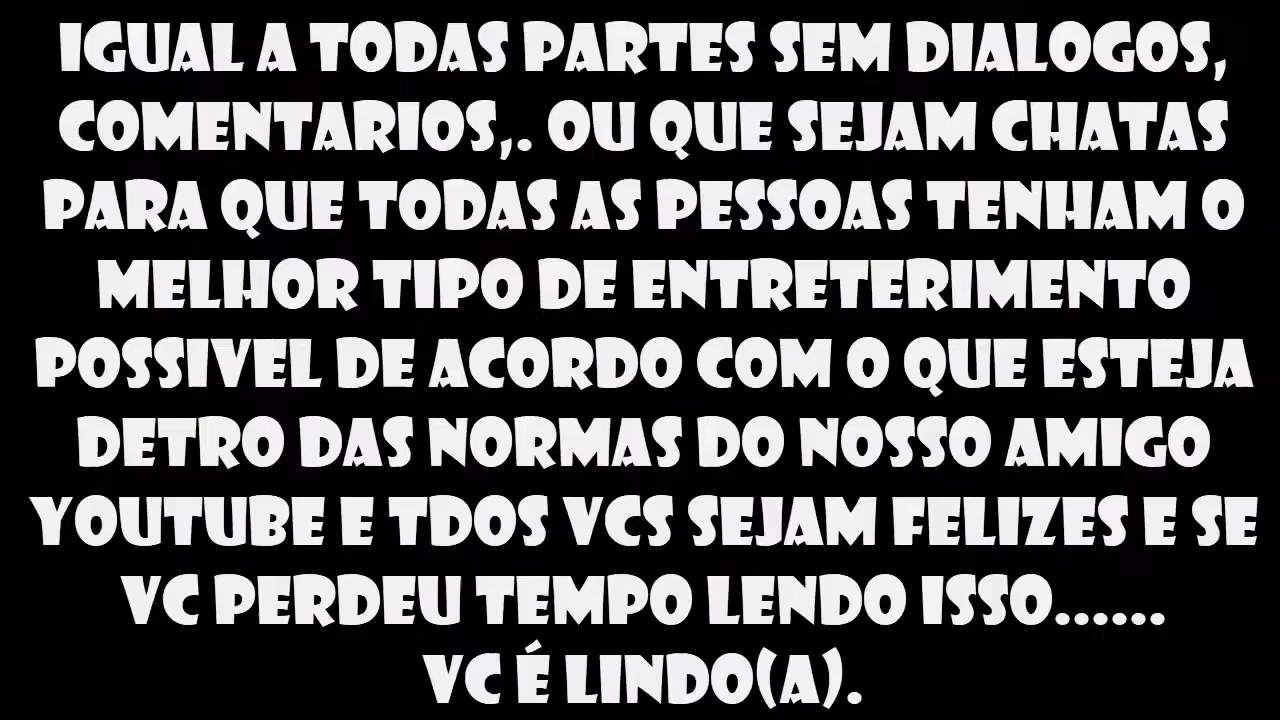 IGUAL A TODAS PARTES SEM DIALOGOS,
COMENTARIOS,. OU QUE SEJAM CHATAS
PARA QUE TODAS AS PESSOAS TENHAM O
MELHOR TIPO DE ENTRETERIMENTO
POSSIVEL DE ACORDO COM O QUE ESTEJA
DETRO DAS NORMAS DO NOSSO AMIGO
YOUTUBE E TDOS VCS SEJAM FELIZES E SE
VC PERDEU TEMPO LENDO ISSO......
VC É LINDO(A).